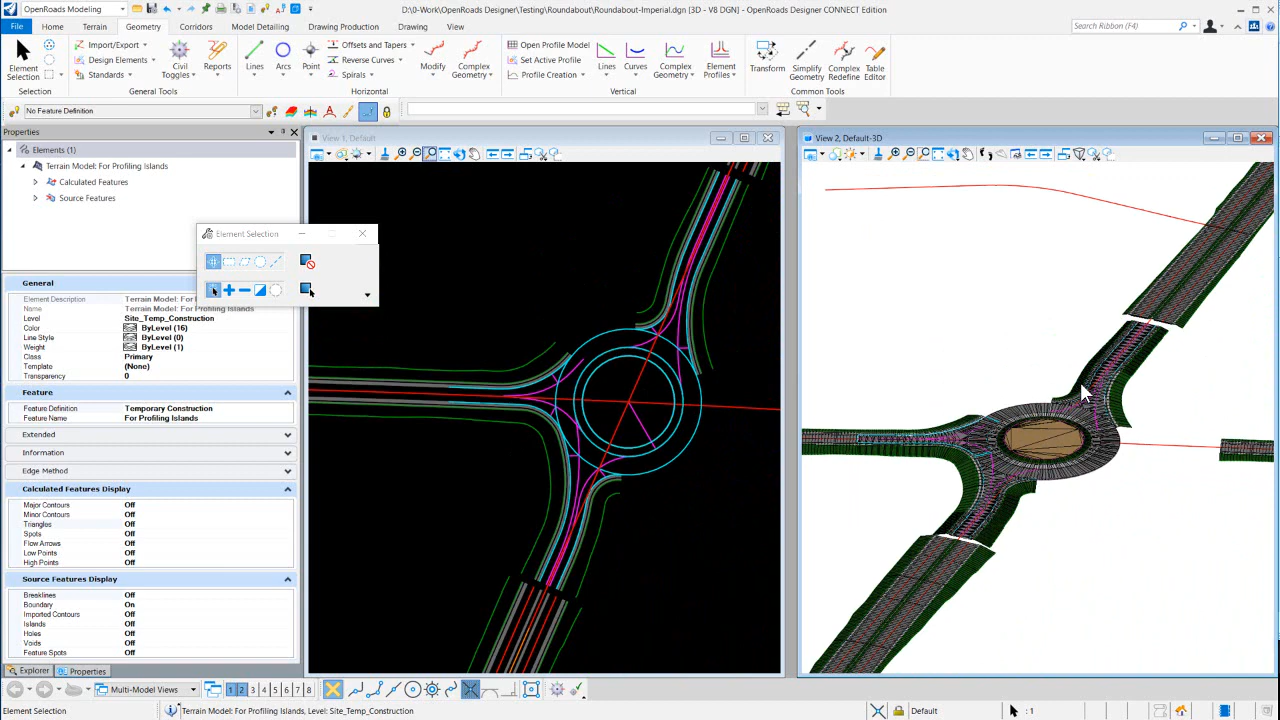 OpenRoads Modeling
D:\0-Work\OpenRoads Designer\Testing\Roundabout\Roundabout-Imperial.dgn [3D - V8 DGN] - OpenRoads Designer CONNECT Edition
File Home Terrain Geometry Corridors Model Detailing Drawing Production Drawing View
Search Ribbon (F4)
Element Selection
Import/Export
Design Elements
Standards
Civil Toggles
Reports
Lines
Arcs
Point
Offsets and Tapers
Reverse Curves
Spirals
Modify
Complex Geometry
Open Profile Model
Set Active Profile
Profile Creation
Lines
Curves
Complex Geometry
Element Profiles
Transform
Simplify Geometry
Complex Redefine
Table Editor
Selection General Tools Horizontal Vertical Common Tools
No Feature Definition
Properties
Elements (1)
Terrain Model: For Profiling Islands
Calculated Features
Source Features
View 1, Default
View 2, Default-3D
Element Selection
General
Element Description Terrain Model: For
Name For Profiling Islands
Level Site_Temp_Construction
Color ByLevel (16)
Line Style ByLevel (0)
Weight ByLevel (1)
Class Primary
Template (None)
Transparency 0
Feature
Feature Definition Temporary Construction
Feature Name For Profiling Islands
Extended
Information
Edge Method
Calculated Features Display
Major Contours Off
Minor Contours Off
Triangles Off
Spots Off
Flow Arrows Off
Low Points Off
High Points Off
Source Features Display
Breaklines Off
Boundary On
Imported Contours Off
Islands Off
Holes Off
Voids Off
Feature Spots Off
Explorer Properties
Multi-Model Views 1 2 3 4 5 6 7 8
Element Selection
Terrain Model: For Profiling Islands, Level: Site_Temp_Construction
Default
: 1